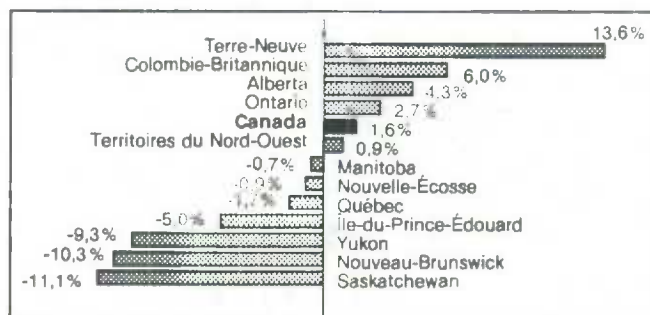 Terre-Neuve 13,6%
Colombie-Britannique 6,0%
Alberta 4,3%
Ontario 2,7%
Canada 1,6%
Territoires du Nord-Ouest 0,9%
-0,7% Manitoba
-0,9% Nouvelle-Écosse
Québec
-5,0% Île-du-Prince-Édouard
-9,3% Yukon
-10,3% Nouveau-Brunswick
-11,1% Saskatchewan